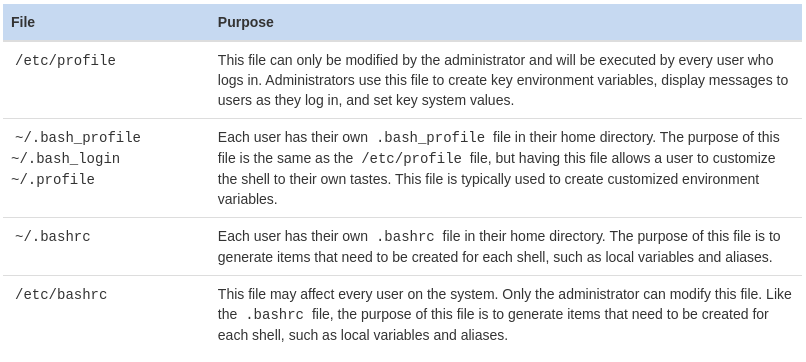 File Purpose
/etc/profile This file can only be modified by the administrator and will be executed by every user who
logs in. Administrators use this file to create key environment variables, display messages to
users as they log in, and set key system values.
~/.bash_profile Each user has their own .bash_profile file in their home directory. The purpose of this
~/.bash_login file is the same as the /etc/profile file, but having this file allows a user to customize
~/.profile the shell to their own tastes. This file is typically used to create customized environment
variables.
~/.bashrc Each user has their own .bashrc file in their home directory. The purpose of this file is to
generate items that need to be created for each shell, such as local variables and aliases.
/etc/bashrc This file may affect every user on the system. Only the administrator can modify this file. Like
the .bashrc file, the purpose of this file is to generate items that need to be created for
each shell, such as local variables and aliases.